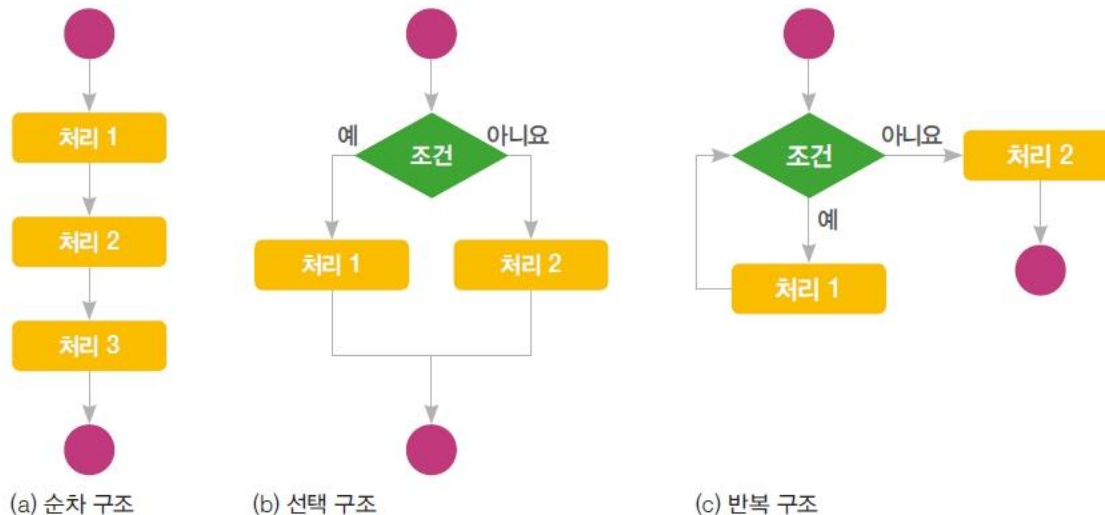 처리 1
처리 2
처리 3
(a) 순차 구조
예
아니요
조건
처리 1
처리 2
(b) 선택 구조
조건
아니요
처리 2
예
처리 1
(c) 반복 구조